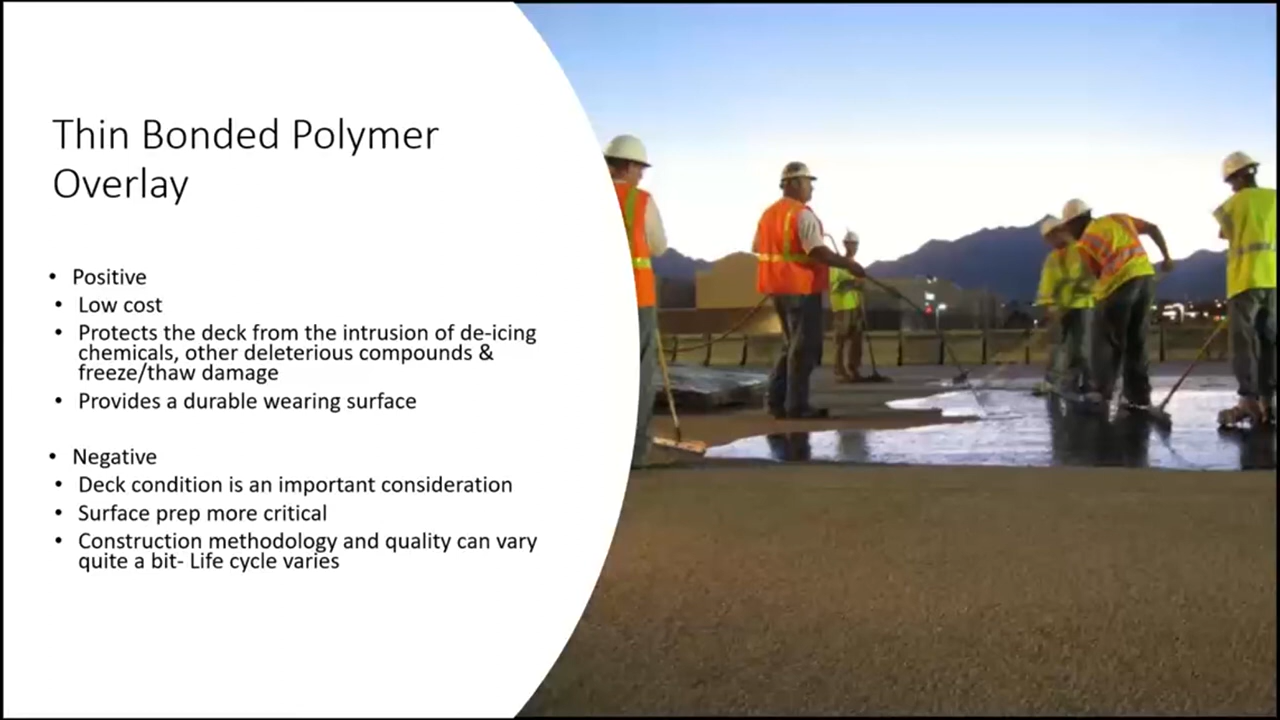 Thin Bonded Polymer
Overlay
• Positive
• Low cost
• Protects the deck from the intrusion of de-icing
chemicals, other deleterious compounds &
freeze/thaw damage
• Provides a durable wearing surface
• Negative
• Deck condition is an important consideration
• Surface prep more critical
• Construction methodology and quality can vary
quite a bit- Life cycle varies